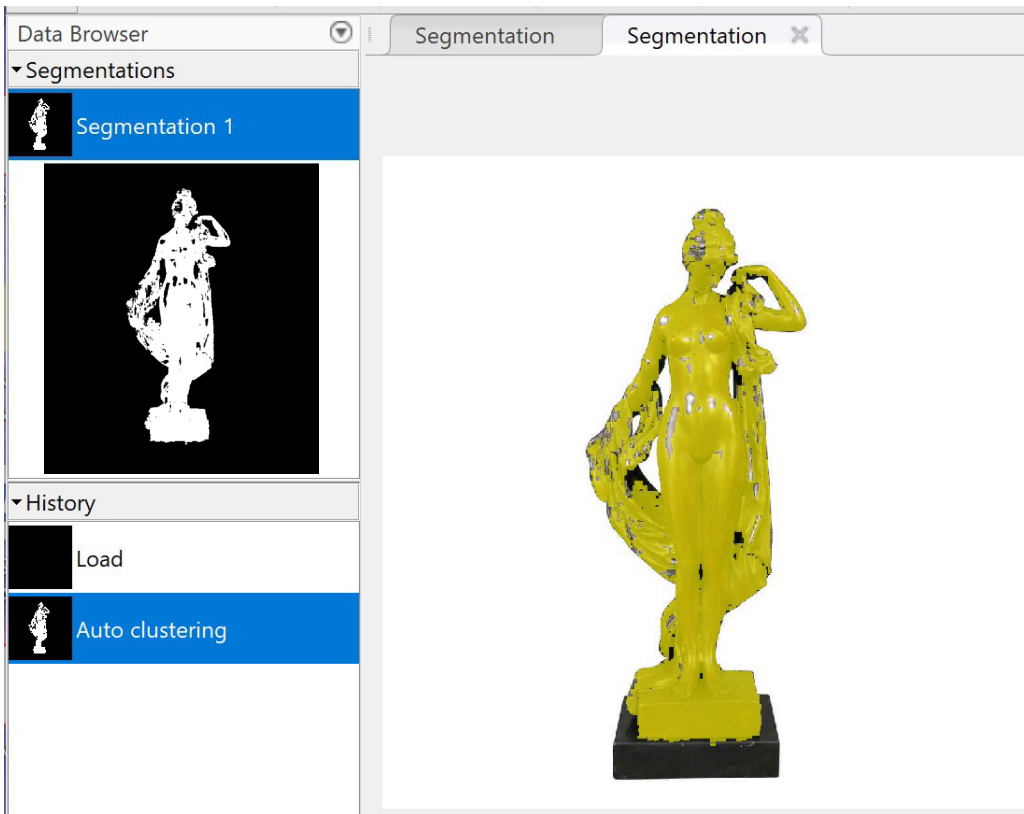 Data Browser
Segmentation
Segmentation
Segmentations
Segmentation 1
History
Load
Auto clustering